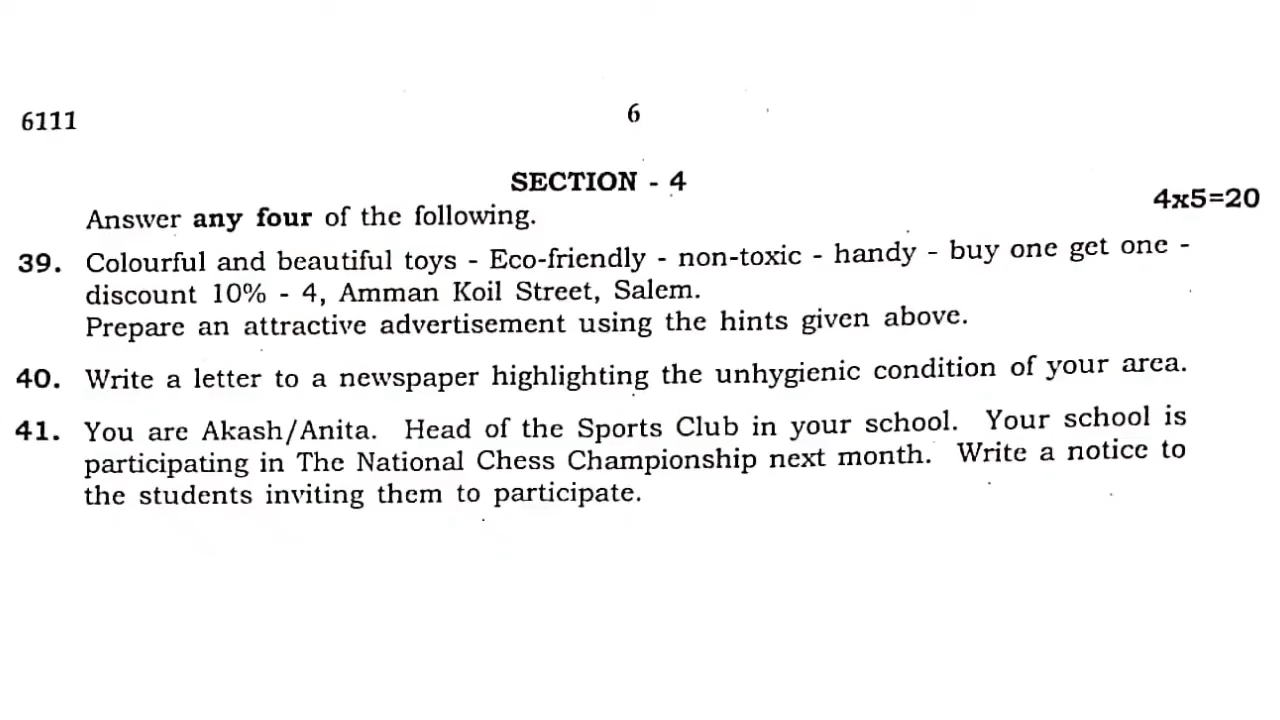 6111
6
SECTION - 4
4x5=20
Answer any four of the following.
39. Colourful and beautiful toys - Eco-friendly - non-toxic - handy - buy one get one -
discount 10% - 4, Amman Koil Street, Salem.
Prepare an attractive advertisement using the hints given above.
40. Write a letter to a newspaper highlighting the unhygienic condition of your area.
41. You are Akash/Anita. Head of the Sports Club in your school. Your school is
participating in The National Chess Championship next month. Write a notice to
the students inviting them to participate.